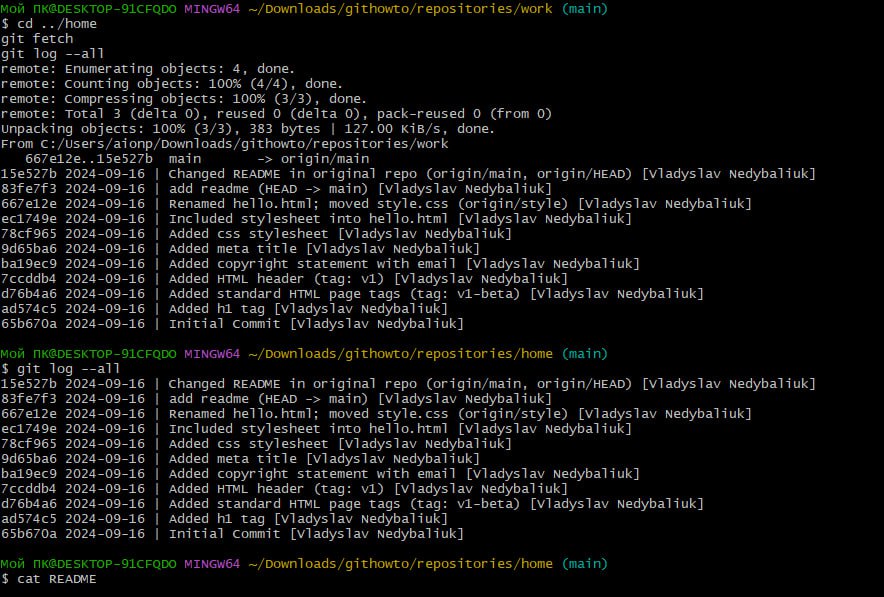 Мой ПК@DESKTOP-91CFQDO MINGW64 ~/Downloads/githowto/repositories/work (main)
$ cd ../home
git fetch
git log --all
remote: Enumerating objects: 4, done.
remote: Counting objects: 100% (4/4), done.
remote: Compressing objects: 100% (3/3), done.
remote: Total 3 (delta 0), reused 0 (delta 0), pack-reused 0 (from 0)
Unpacking objects: 100% (3/3), 383 bytes | 127.00 KiB/s, done.
From C:/Users/aionp/Downloads/githowto/repositories/work
   667e12e..15e527b  main       -> origin/main
15e527b 2024-09-16 | Changed README in original repo (origin/main, origin/HEAD) [Vladyslav Nedybaliuk]
83fe7f3 2024-09-16 | add readme (HEAD -> main) [Vladyslav Nedybaliuk]
667e12e 2024-09-16 | Renamed hello.html; moved style.css (origin/style) [Vladyslav Nedybaliuk]
ec1749e 2024-09-16 | Included stylesheet into hello.html [Vladyslav Nedybaliuk]
78cf965 2024-09-16 | Added css stylesheet [Vladyslav Nedybaliuk]
9d65ba6 2024-09-16 | Added meta title [Vladyslav Nedybaliuk]
ba19ec9 2024-09-16 | Added copyright statement with email [Vladyslav Nedybaliuk]
7ccddb4 2024-09-16 | Added HTML header (tag: v1) [Vladyslav Nedybaliuk]
d76b4a6 2024-09-16 | Added standard HTML page tags (tag: v1-beta) [Vladyslav Nedybaliuk]
ad574c5 2024-09-16 | Added h1 tag [Vladyslav Nedybaliuk]
65b670a 2024-09-16 | Initial Commit [Vladyslav Nedybaliuk]
Мой ПК@DESKTOP-91CFQDO MINGW64 ~/Downloads/githowto/repositories/home (main)
$ git log --all
15e527b 2024-09-16 | Changed README in original repo (origin/main, origin/HEAD) [Vladyslav Nedybaliuk]
83fe7f3 2024-09-16 | add readme (HEAD -> main) [Vladyslav Nedybaliuk]
667e12e 2024-09-16 | Renamed hello.html; moved style.css (origin/style) [Vladyslav Nedybaliuk]
ec1749e 2024-09-16 | Included stylesheet into hello.html [Vladyslav Nedybaliuk]
78cf965 2024-09-16 | Added css stylesheet [Vladyslav Nedybaliuk]
9d65ba6 2024-09-16 | Added meta title [Vladyslav Nedybaliuk]
ba19ec9 2024-09-16 | Added copyright statement with email [Vladyslav Nedybaliuk]
7ccddb4 2024-09-16 | Added HTML header (tag: v1) [Vladyslav Nedybaliuk]
d76b4a6 2024-09-16 | Added standard HTML page tags (tag: v1-beta) [Vladyslav Nedybaliuk]
ad574c5 2024-09-16 | Added h1 tag [Vladyslav Nedybaliuk]
65b670a 2024-09-16 | Initial Commit [Vladyslav Nedybaliuk]
Мой ПК@DESKTOP-91CFQDO MINGW64 ~/Downloads/githowto/repositories/home (main)
$ cat README